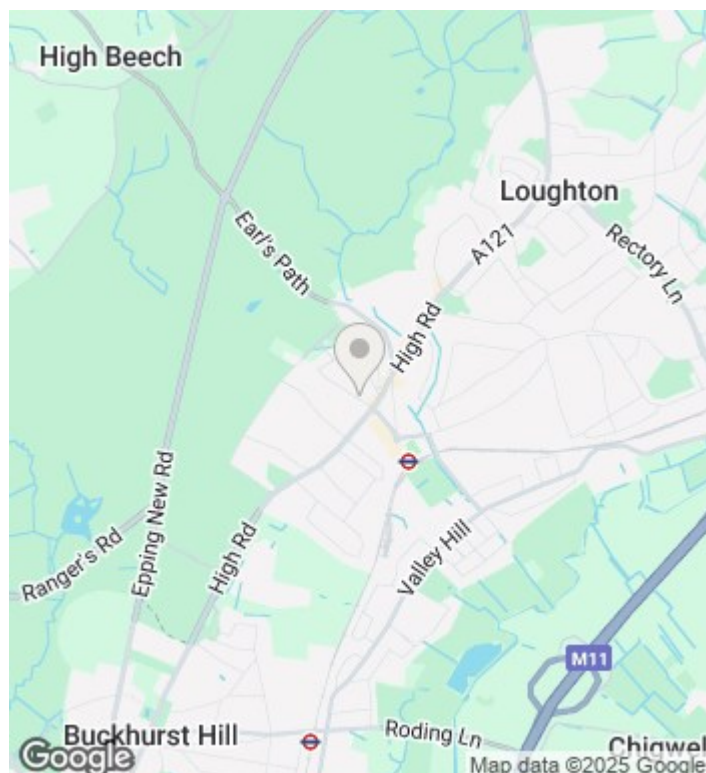 High Beech
Loughton
Earl's Path
A121
Rectory Ln
High Rd
Epping New Rd
Ranger's Rd
High Rd
Valley Hill
M11
Buckhurst Hill
Roding Ln
Chigwel
Google
Map data ©2025 Google